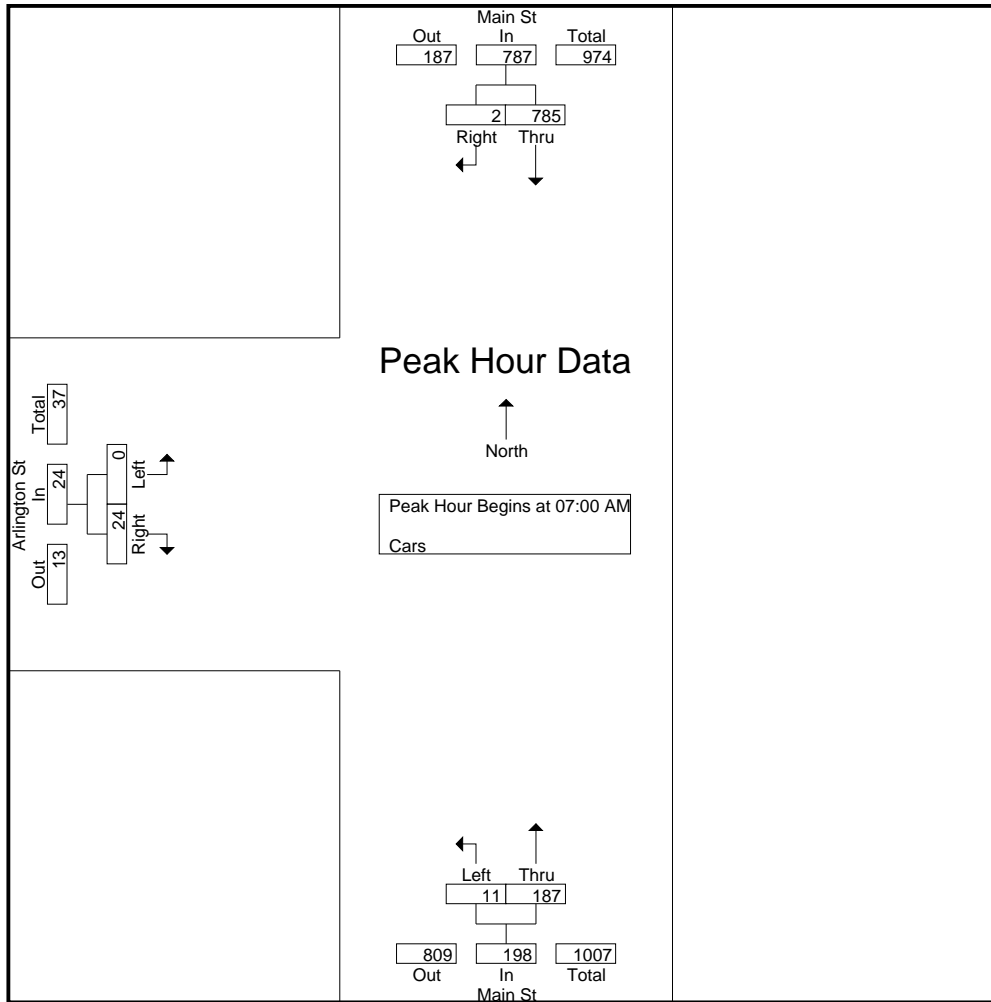 Main St
Out In Total
187 787 974
2 785
Right Thru
Peak Hour Data
North
Peak Hour Begins at 07:00 AM
Cars
Arlington St
Out In Total
13 24 37
24 0
Right Left
Left Thru
11 187
809 198 1007
Out In Total
Main St